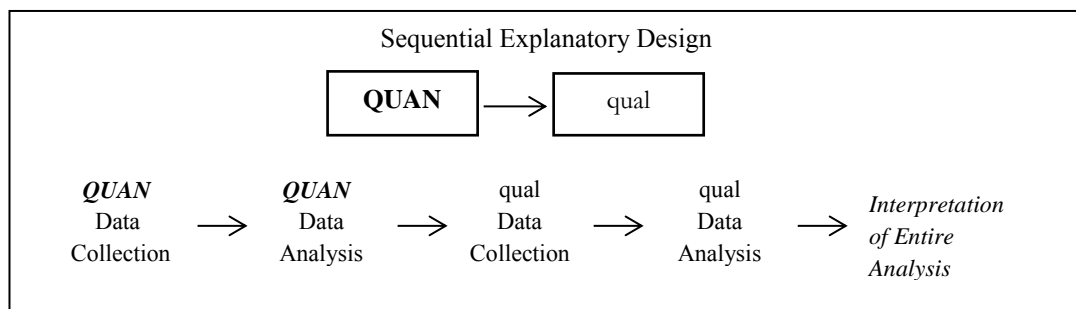 Sequential Explanatory Design
QUAN qual
QUAN QUAN qual qual
Data Data Data Data Interpretation
Collection Analysis Collection Analysis of Entire
Analysis